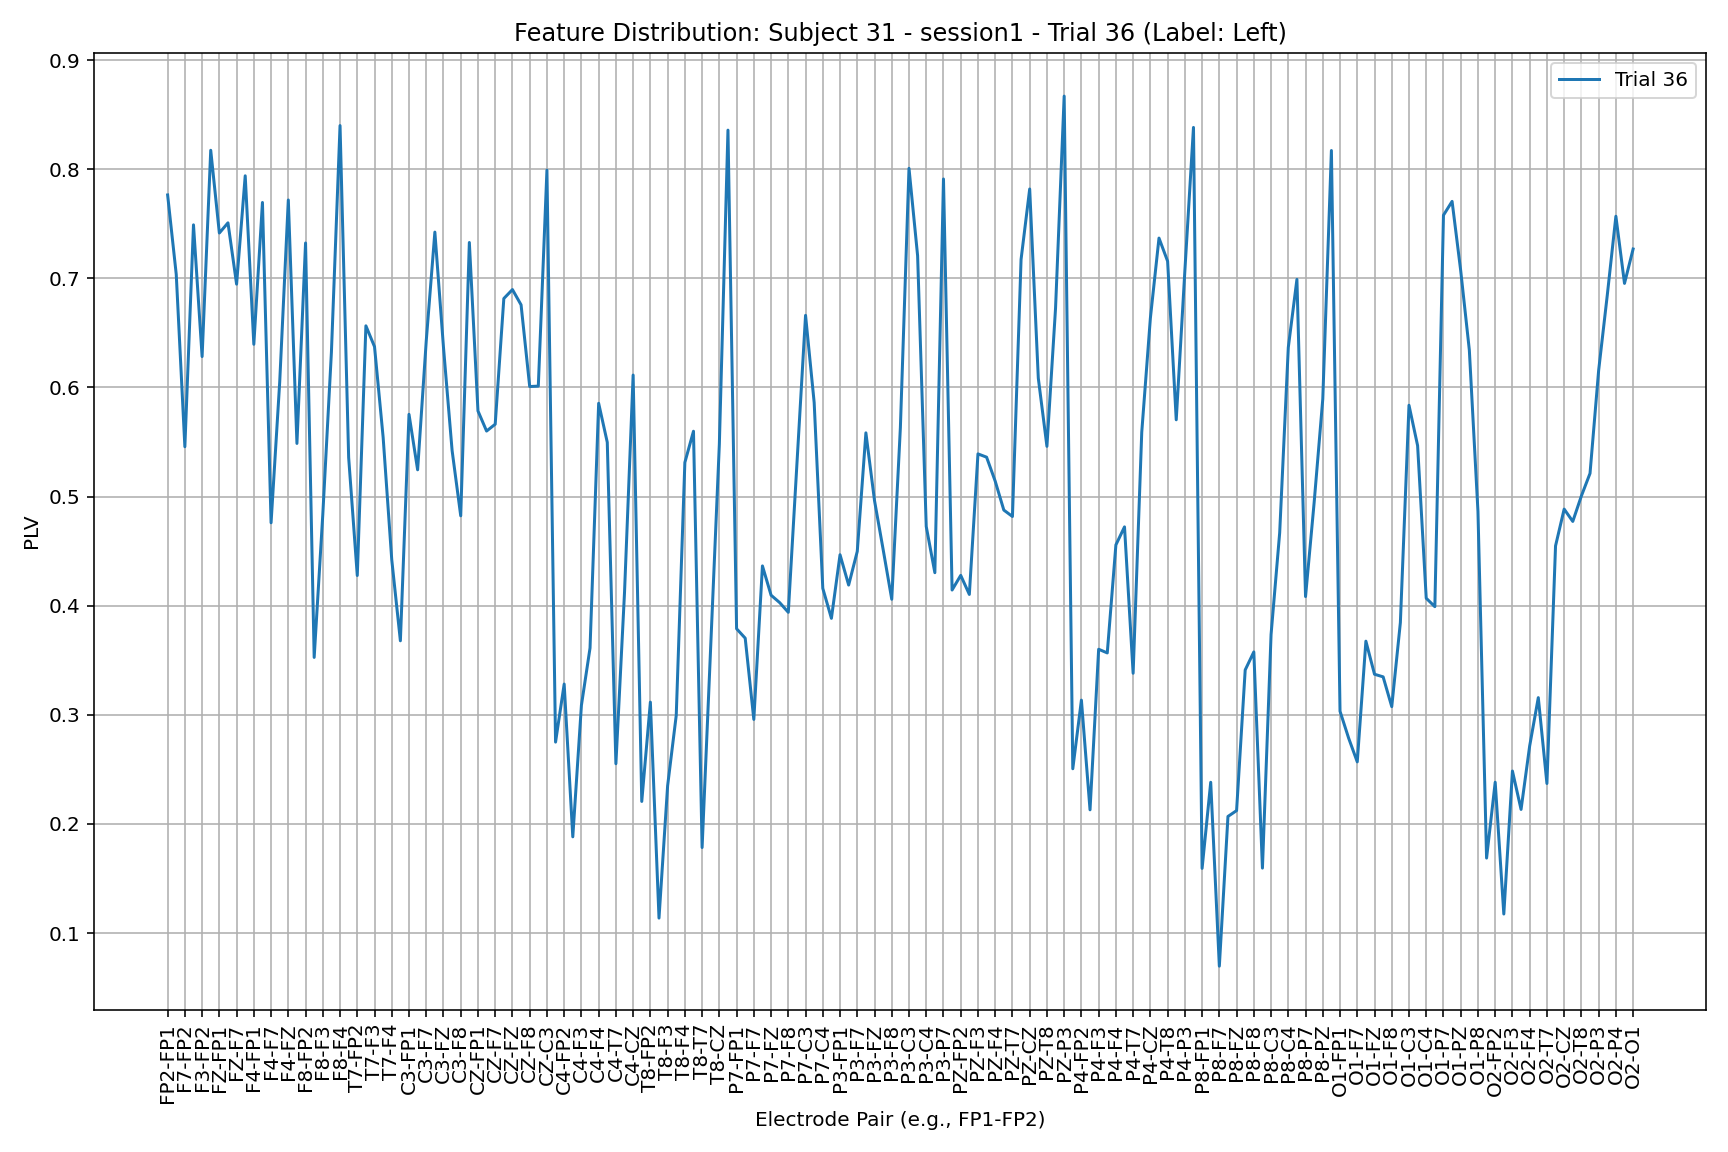 Feature Distribution: Subject 31 - session1 - Trial 36 (Label: Left)
Trial 36
PLV
0.9
0.8
0.7
0.6
0.5
0.4
0.3
0.2
0.1
FP2-FP1
F7-FP2
F3-FP2
FZ-FP1
FZ-F7
F4-FP1
F4-F7
F4-FZ
F8-FP2
F8-F3
F8-F4
T7-FP2
T7-F3
T7-F4
C3-FP1
C3-F7
C3-FZ
C3-F8
CZ-FP1
CZ-F7
CZ-FZ
CZ-F8
CZ-C3
C4-FP2
C4-F3
C4-F4
C4-T7
C4-CZ
T8-FP2
T8-F3
T8-F4
T8-T7
T8-CZ
P7-FP1
P7-F7
P7-FZ
P7-F8
P7-C3
P7-C4
P3-FP1
P3-F7
P3-FZ
P3-F8
P3-C3
P3-C4
P3-P7
PZ-FP2
PZ-F3
PZ-F4
PZ-T7
PZ-CZ
PZ-T8
PZ-P3
P4-FP2
P4-F3
P4-F4
P4-T7
P4-CZ
P4-T8
P4-P3
P8-FP1
P8-F7
P8-FZ
P8-F8
P8-C3
P8-C4
P8-P7
P8-PZ
O1-FP1
O1-F7
O1-FZ
O1-F8
O1-C3
O1-C4
O1-P7
O1-PZ
O1-P8
O2-FP2
O2-F3
O2-F4
O2-T7
O2-CZ
O2-T8
O2-P3
O2-P4
O2-O1
Electrode Pair (e.g., FP1-FP2)